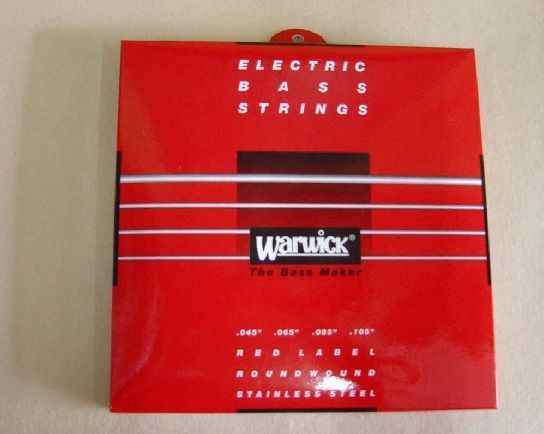 ELECTRIC
BASS
STRINGS
Warwick®
The Bass Maker
.045" .065" .085" .105"
RED LABEL
ROUNDWOUND
STAINLESS STEEL